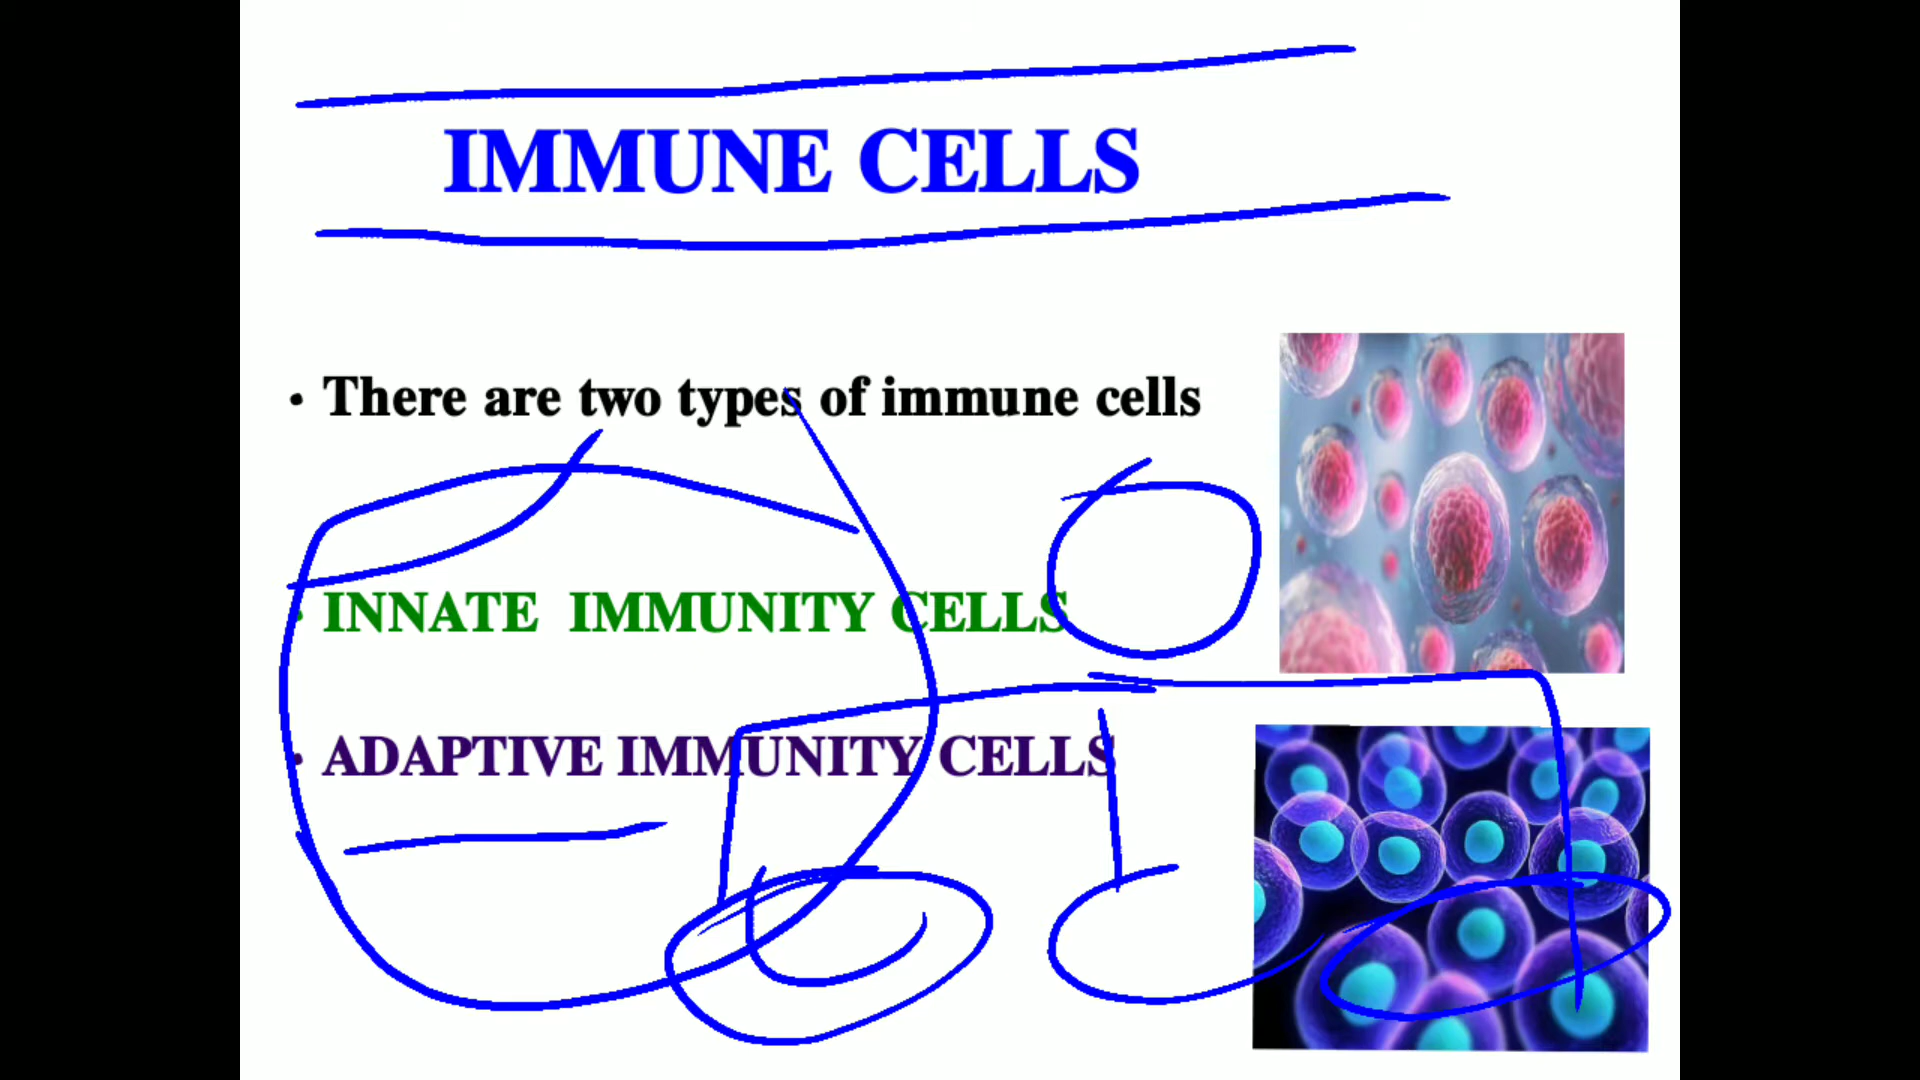 IMMUNE CELLS
• There are two types of immune cells
• INNATE IMMUNITY CELLS
• ADAPTIVE IMMUNITY CELLS